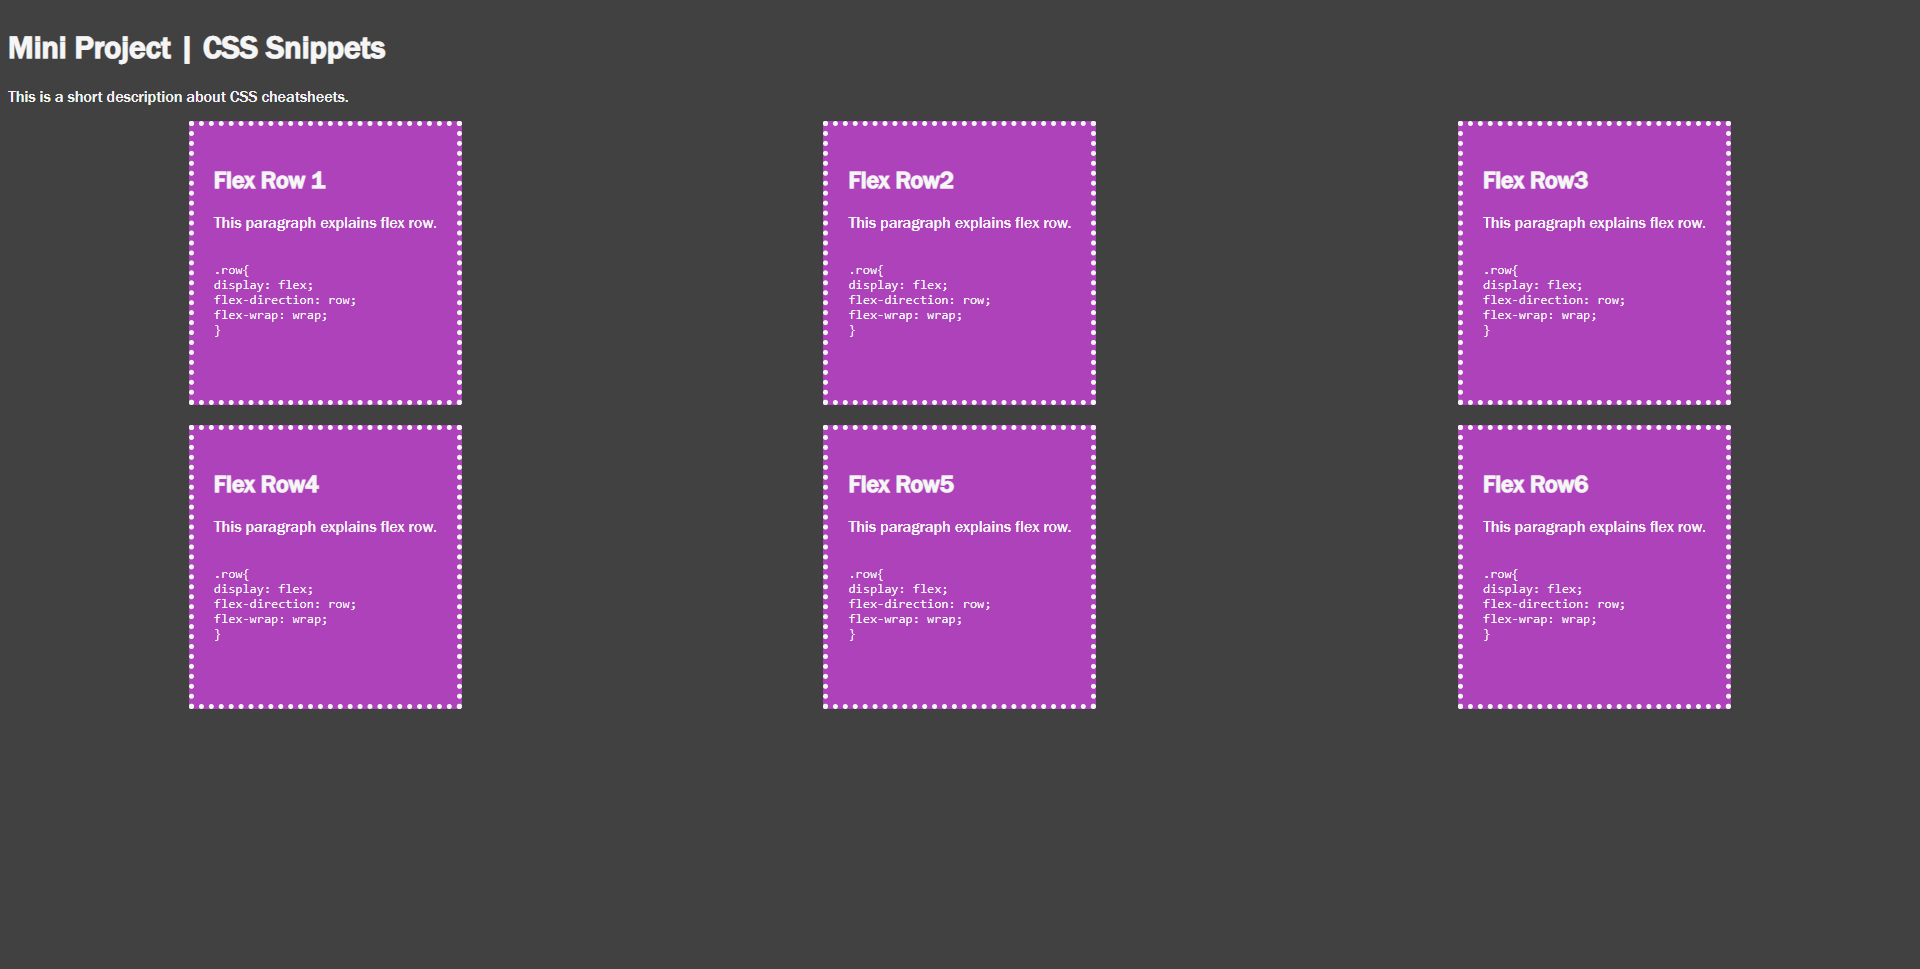 Mini Project | CSS Snippets
This is a short description about CSS cheatsheets.
Flex Row 1
This paragraph explains flex row.
.row{
display: flex;
flex-direction: row;
flex-wrap: wrap;
}
Flex Row2
This paragraph explains flex row.
.row{
display: flex;
flex-direction: row;
flex-wrap: wrap;
}
Flex Row3
This paragraph explains flex row.
.row{
display: flex;
flex-direction: row;
flex-wrap: wrap;
}
Flex Row4
This paragraph explains flex row.
.row{
display: flex;
flex-direction: row;
flex-wrap: wrap;
}
Flex Row5
This paragraph explains flex row.
.row{
display: flex;
flex-direction: row;
flex-wrap: wrap;
}
Flex Row6
This paragraph explains flex row.
.row{
display: flex;
flex-direction: row;
flex-wrap: wrap;
}